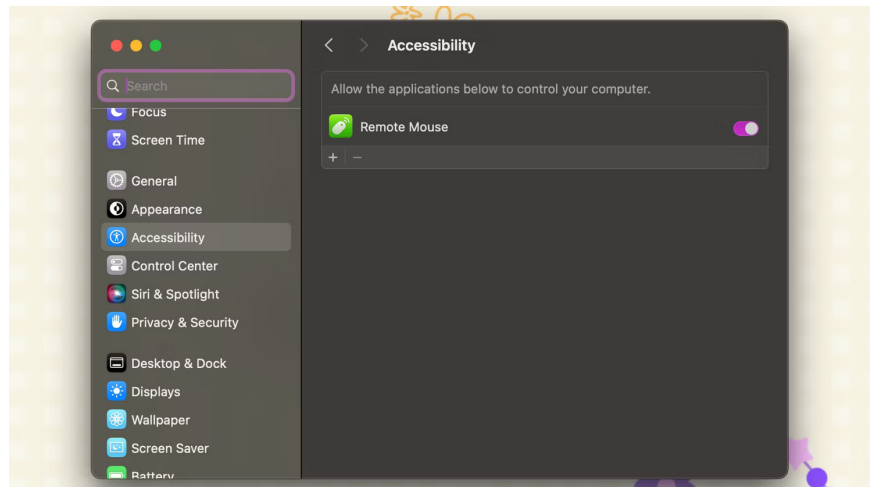 Accessibility
Search
Focus
Screen Time
General
Appearance
Accessibility
Control Center
Siri & Spotlight
Privacy & Security
Desktop & Dock
Displays
Wallpaper
Screen Saver
Battery
Allow the applications below to control your computer.
Remote Mouse